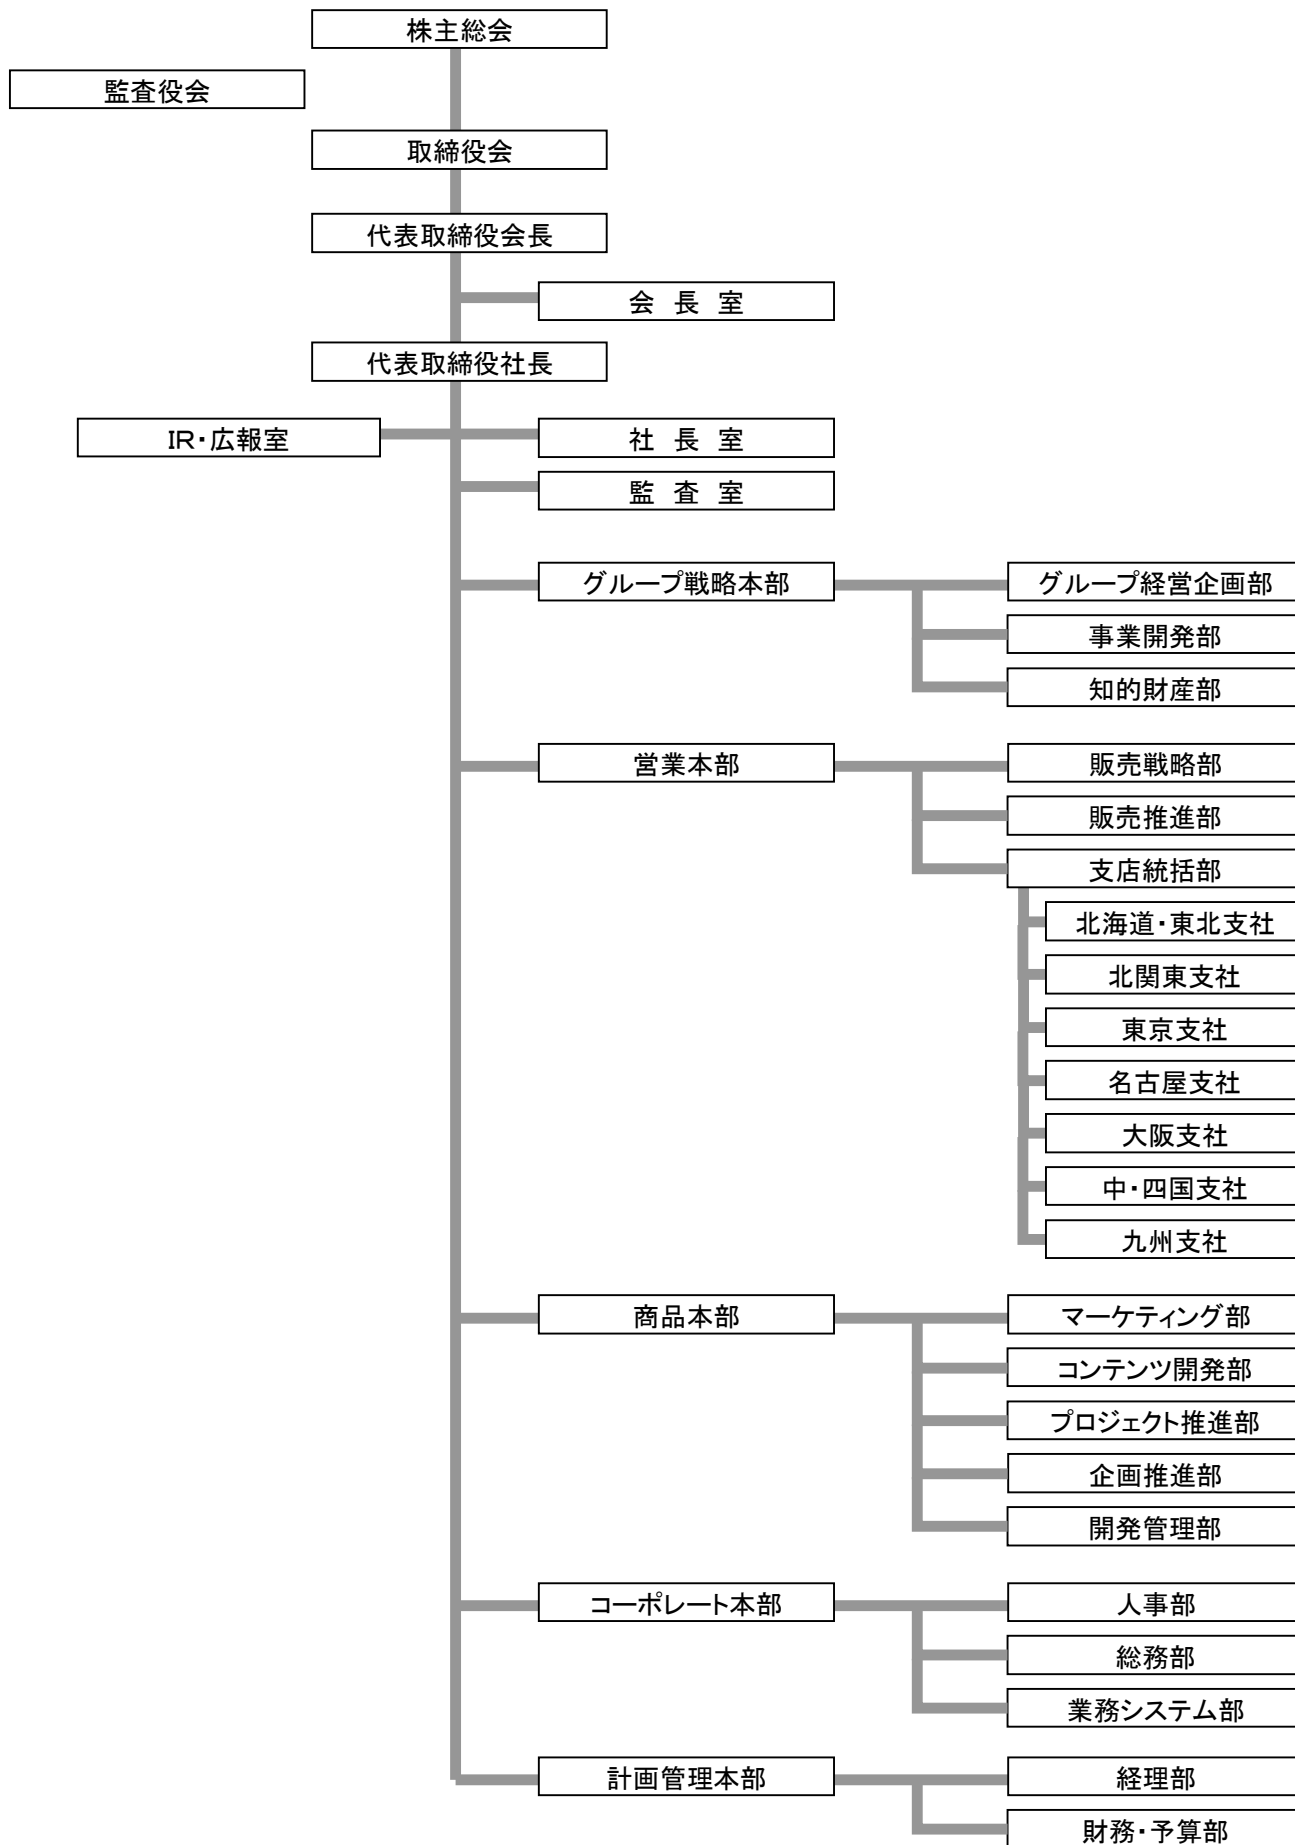 株主総会
監査役会
取締役会
代表取締役会長
会 長 室
代表取締役社長
IR・広報室
社 長 室
監 査 室
グループ戦略本部
グループ経営企画部
事業開発部
知的財産部
営業本部
販売戦略部
販売推進部
支店統括部
北海道・東北支社
北関東支社
東京支社
名古屋支社
大阪支社
中・四国支社
九州支社
商品本部
マーケティング部
コンテンツ開発部
プロジェクト推進部
企画推進部
開発管理部
コーポレート本部
人事部
総務部
業務システム部
計画管理本部
経理部
財務・予算部